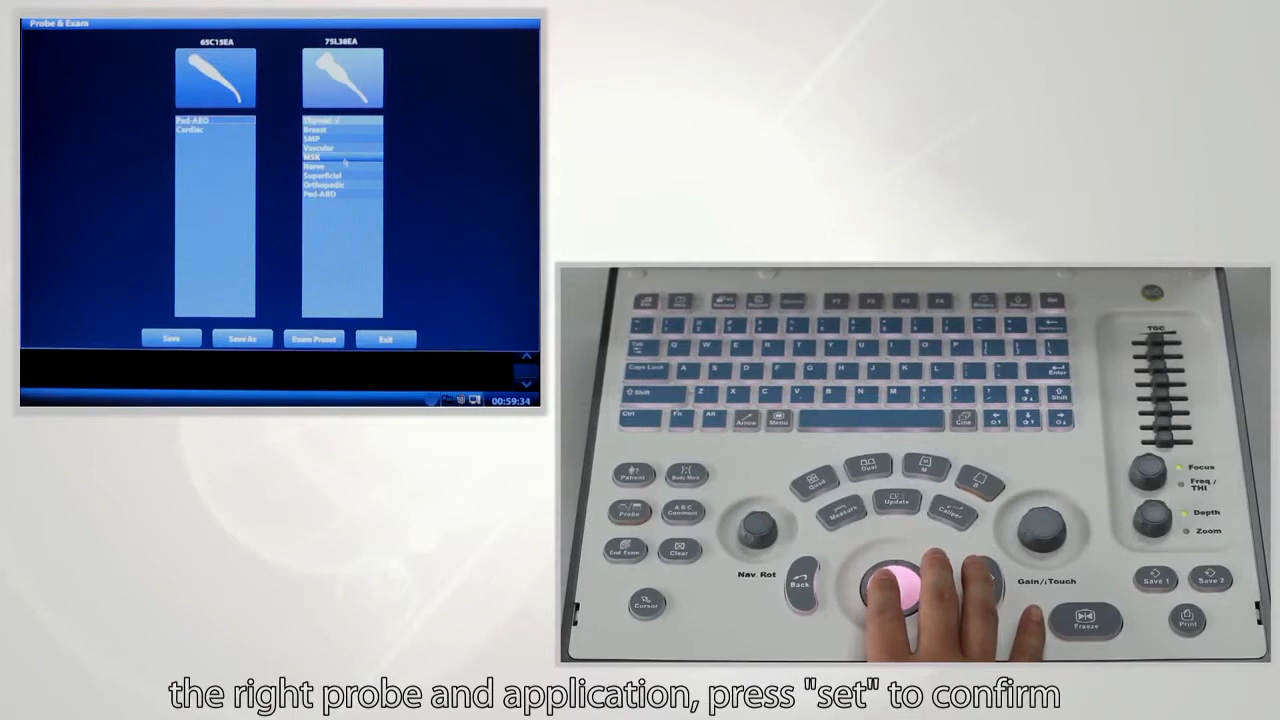 Probe & Exam
65C15EA
75L38EA
Ped-ABD
Cardiac
Thyroid √
Breast
SMP
Vascular
MSK
Nerve
Superficial
Orthopedic
Ped-ABD
Save
Save As
Exam Preset
Exit
00:59:34
F1 F2 F3 F4
TGC
Tab Q W E R T Y U I O P
Caps Lock A S D F G H J K L Enter
Shift Z X C V B N M Shift
Ctrl Fn Alt Arrow Menu Cine
Patient
Body Mark
Quad
Dual
M
B
Focus
Freq / THI
Probe
ABC Comment
Measure
Update
Caliper
Depth
Zoom
End Exam
Clear
Nav. Rot
Back
Gain/iTouch
Save 1
Save 2
Cursor
Freeze
Print
the right probe and application, press "set" to confirm